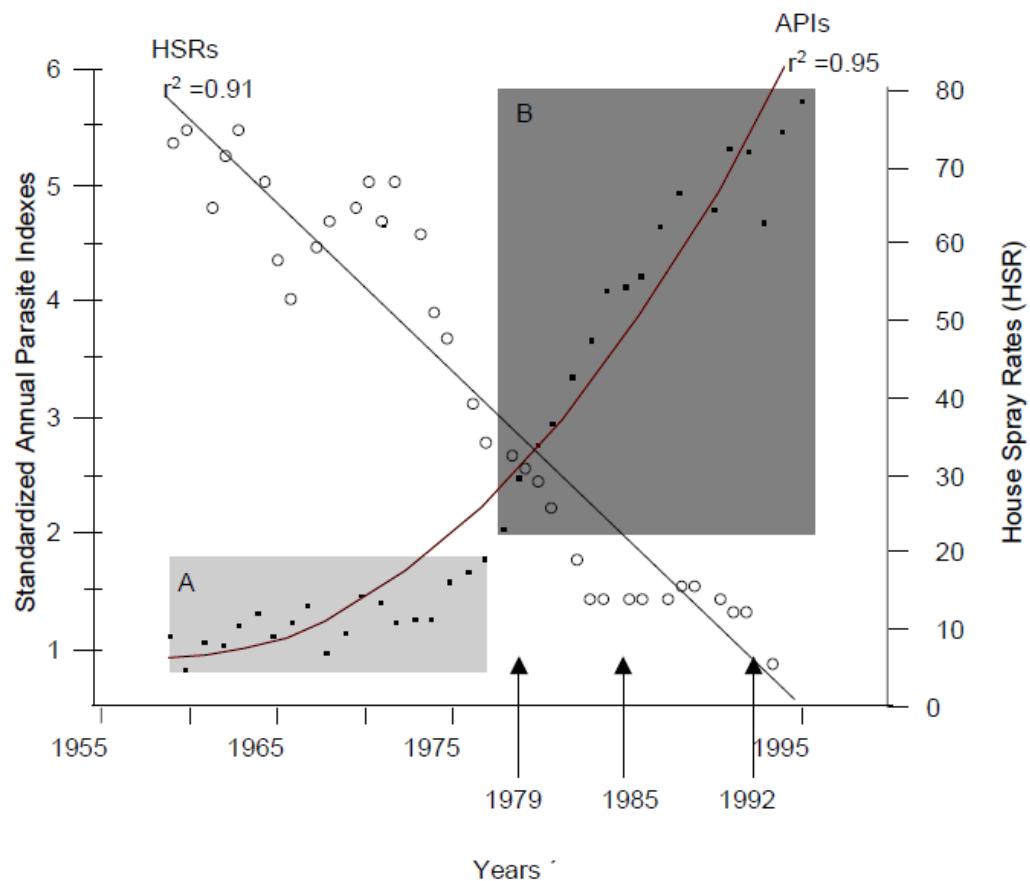 APIs
r² =0.95
HSRs
r² =0.91
6
5
4
3
2
1
Standardized Annual Parasite Indexes
A
B
80
70
60
50
40
30
20
10
0
House Spray Rates (HSR)
1955
1965
1975
1995
1979
1985
1992
Years ´